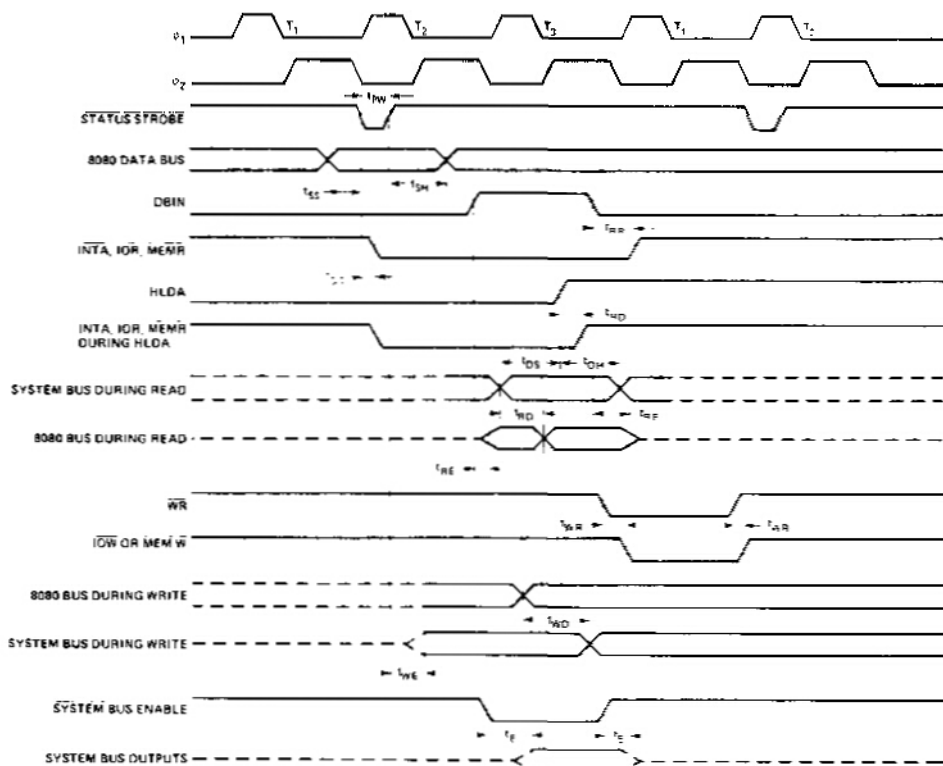 φ1 T1 T2 T3 T1 T2
φ2
tPW
STATUS STROBE
8080 DATA BUS
tSS tSH
DBIN
tRR
INTA, IOR, MEMR
HLDA
tHD
INTA, IOR, MEMR
DURING HLDA
tDS tDH
SYSTEM BUS DURING READ
tRD tRE
8080 BUS DURING READ
tRE
WR
tWR tWR
IOW OR MEM W
8080 BUS DURING WRITE
tWD
SYSTEM BUS DURING WRITE
tWE
SYSTEM BUS ENABLE
tE tE
SYSTEM BUS OUTPUTS